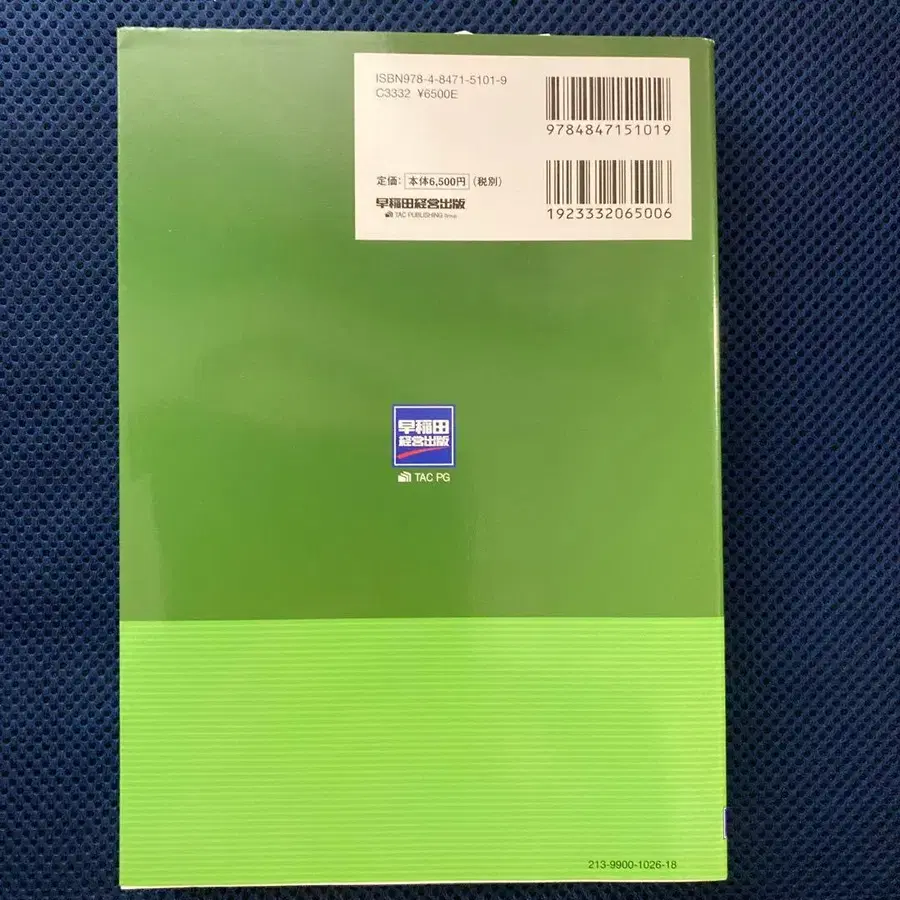 ISBN978-4-8471-5101-9
C3332 ¥6500E
9784847151019
定価: 本体6,500円 (税別)
早稲田経営出版
TAC PUBLISHING Group
1923332065006
早稲田
経営出版
TAC PG
213-9900-1026-18